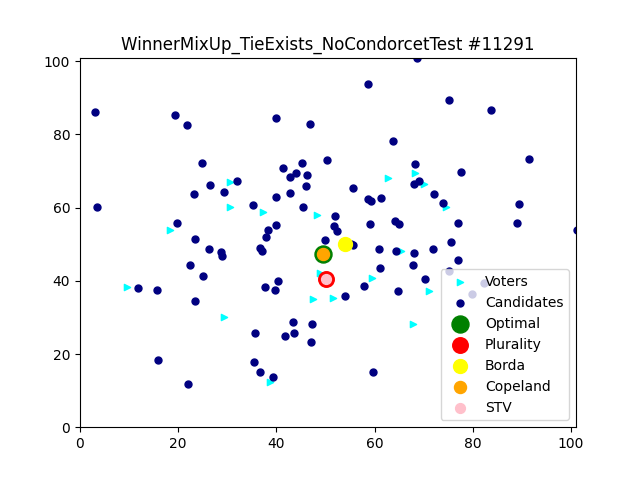 WinnerMixUp_TieExists_NoCondorcetTest #11291
100
80
60
40
20
0
0 20 40 60 80 100
Voters
Candidates
Optimal
Plurality
Borda
Copeland
STV